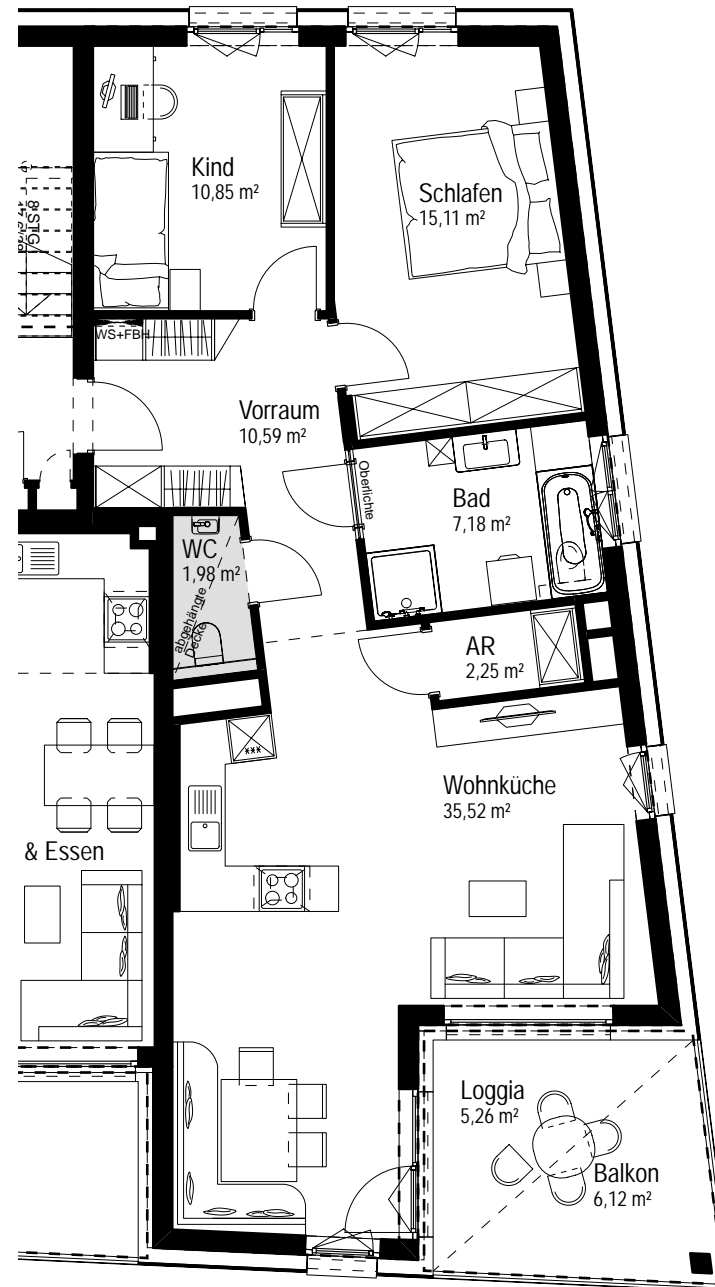 Kind
10,85 m²
Schlafen
15,11 m²
8 STG
WS+FBH
Vorraum
10,59 m²
Oberlichte
Bad
7,18 m²
WC
1,98 m²
abgehängte
Decke
AR
2,25 m²
***
Wohnküche
35,52 m²
& Essen
Loggia
5,26 m²
Balkon
6,12 m²